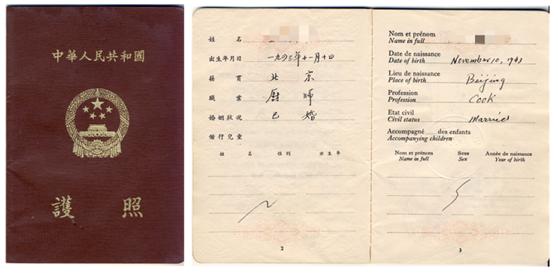 中華人民共和國
護照
姓名
出生年月日 一九四三年十一月十日
籍貫 北京
職業 厨師
婚姻狀況 已婚
偕行兒童
姓名 性別 出生年
2
Nom et prénom
Name in full
Date de naissance
Date of birth November 10, 1943
Lieu de naissance
Place of birth Beijing
Profession
Profession Cook
Etat civil
Civil status Married
Accompagné ... des enfants
Accompanying children
Nom et prénom Sexe Année de naissance
Name in full Sex Year of birth
3